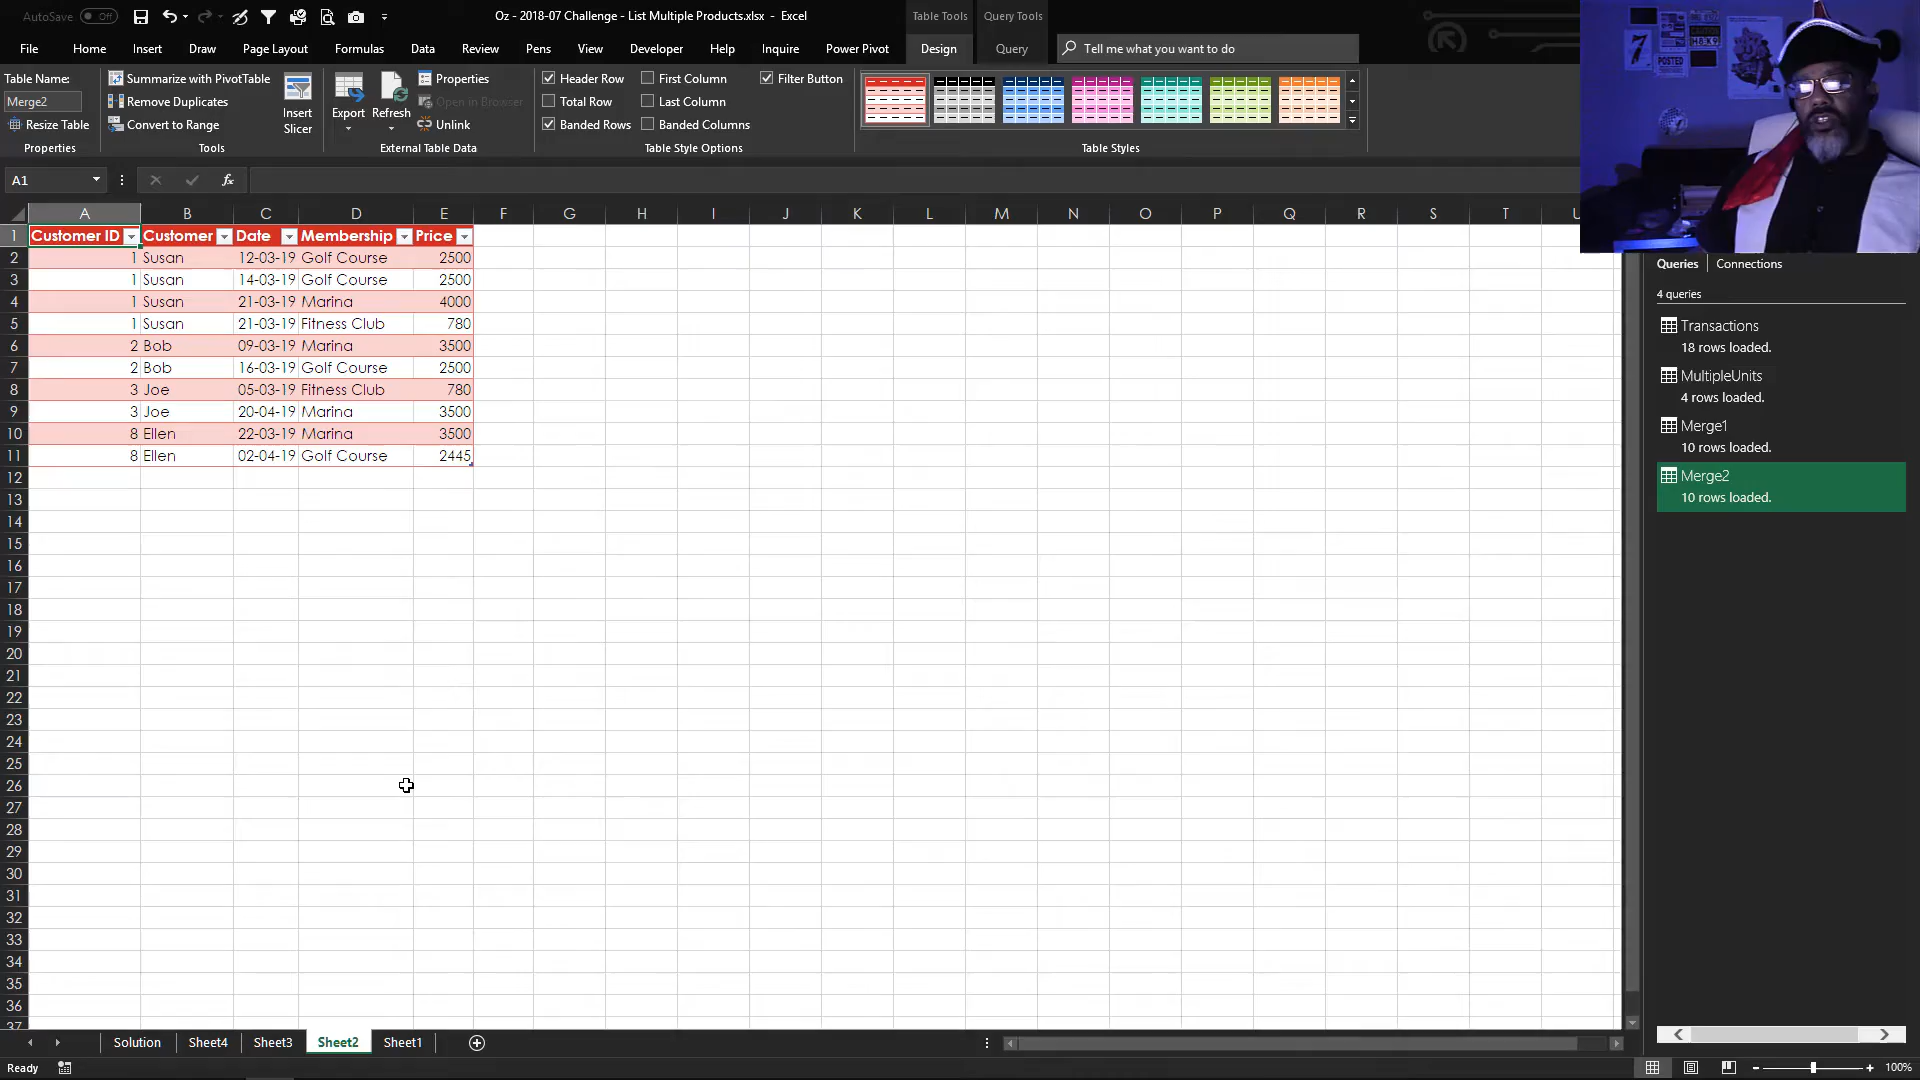 AutoSave Off
Oz - 2018-07 Challenge - List Multiple Products.xlsx - Excel
Table Tools Query Tools
File Home Insert Draw Page Layout Formulas Data Review Pens View Developer Help Inquire Power Pivot Design Query Tell me what you want to do
Table Name:
Merge2
Resize Table
Properties
Summarize with PivotTable
Remove Duplicates
Convert to Range
Tools
Insert
Slicer
Export
Refresh
Properties
Open in Browser
Unlink
External Table Data
Header Row First Column Filter Button
Total Row Last Column
Banded Rows Banded Columns
Table Style Options
Table Styles
A1
fx
A B C D E F G H I J K L M N O P Q R S T U
1 Customer ID Customer Date Membership Price
2 1 Susan 12-03-19 Golf Course 2500
3 1 Susan 14-03-19 Golf Course 2500
4 1 Susan 21-03-19 Marina 4000
5 1 Susan 21-03-19 Fitness Club 780
6 2 Bob 09-03-19 Marina 3500
7 2 Bob 16-03-19 Golf Course 2500
8 3 Joe 05-03-19 Fitness Club 780
9 3 Joe 20-04-19 Marina 3500
10 8 Ellen 22-03-19 Marina 3500
11 8 Ellen 02-04-19 Golf Course 2445
12
13
14
15
16
17
18
19
20
21
22
23
24
25
26
27
28
29
30
31
32
33
34
35
36
37
Queries Connections
4 queries
Transactions
18 rows loaded.
MultipleUnits
4 rows loaded.
Merge1
10 rows loaded.
Merge2
10 rows loaded.
Solution Sheet4 Sheet3 Sheet2 Sheet1
Ready
100%